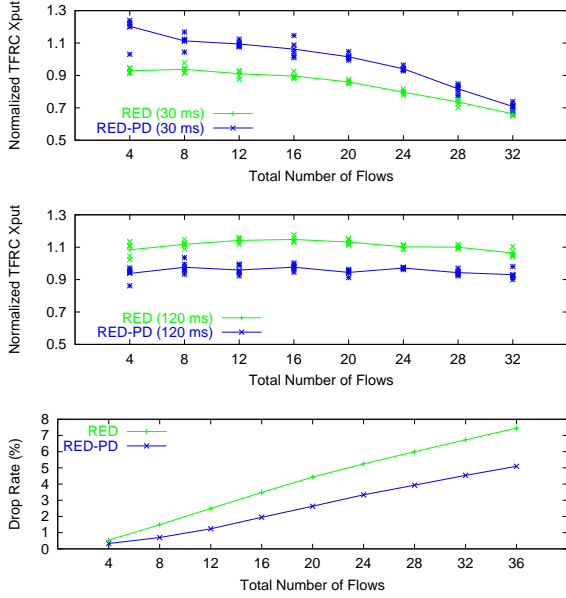 1.3
1.1
0.9
0.7
0.5
Normalized TFRC Xput
RED (30 ms)
RED-PD (30 ms)
4 8 12 16 20 24 28 32
Total Number of Flows
1.3
1.1
0.9
0.7
0.5
Normalized TFRC Xput
RED (120 ms)
RED-PD (120 ms)
4 8 12 16 20 24 28 32
Total Number of Flows
8
7
6
5
4
3
2
1
0
Drop Rate (%)
RED
RED-PD
4 8 12 16 20 24 28 32 36
Total Number of Flows